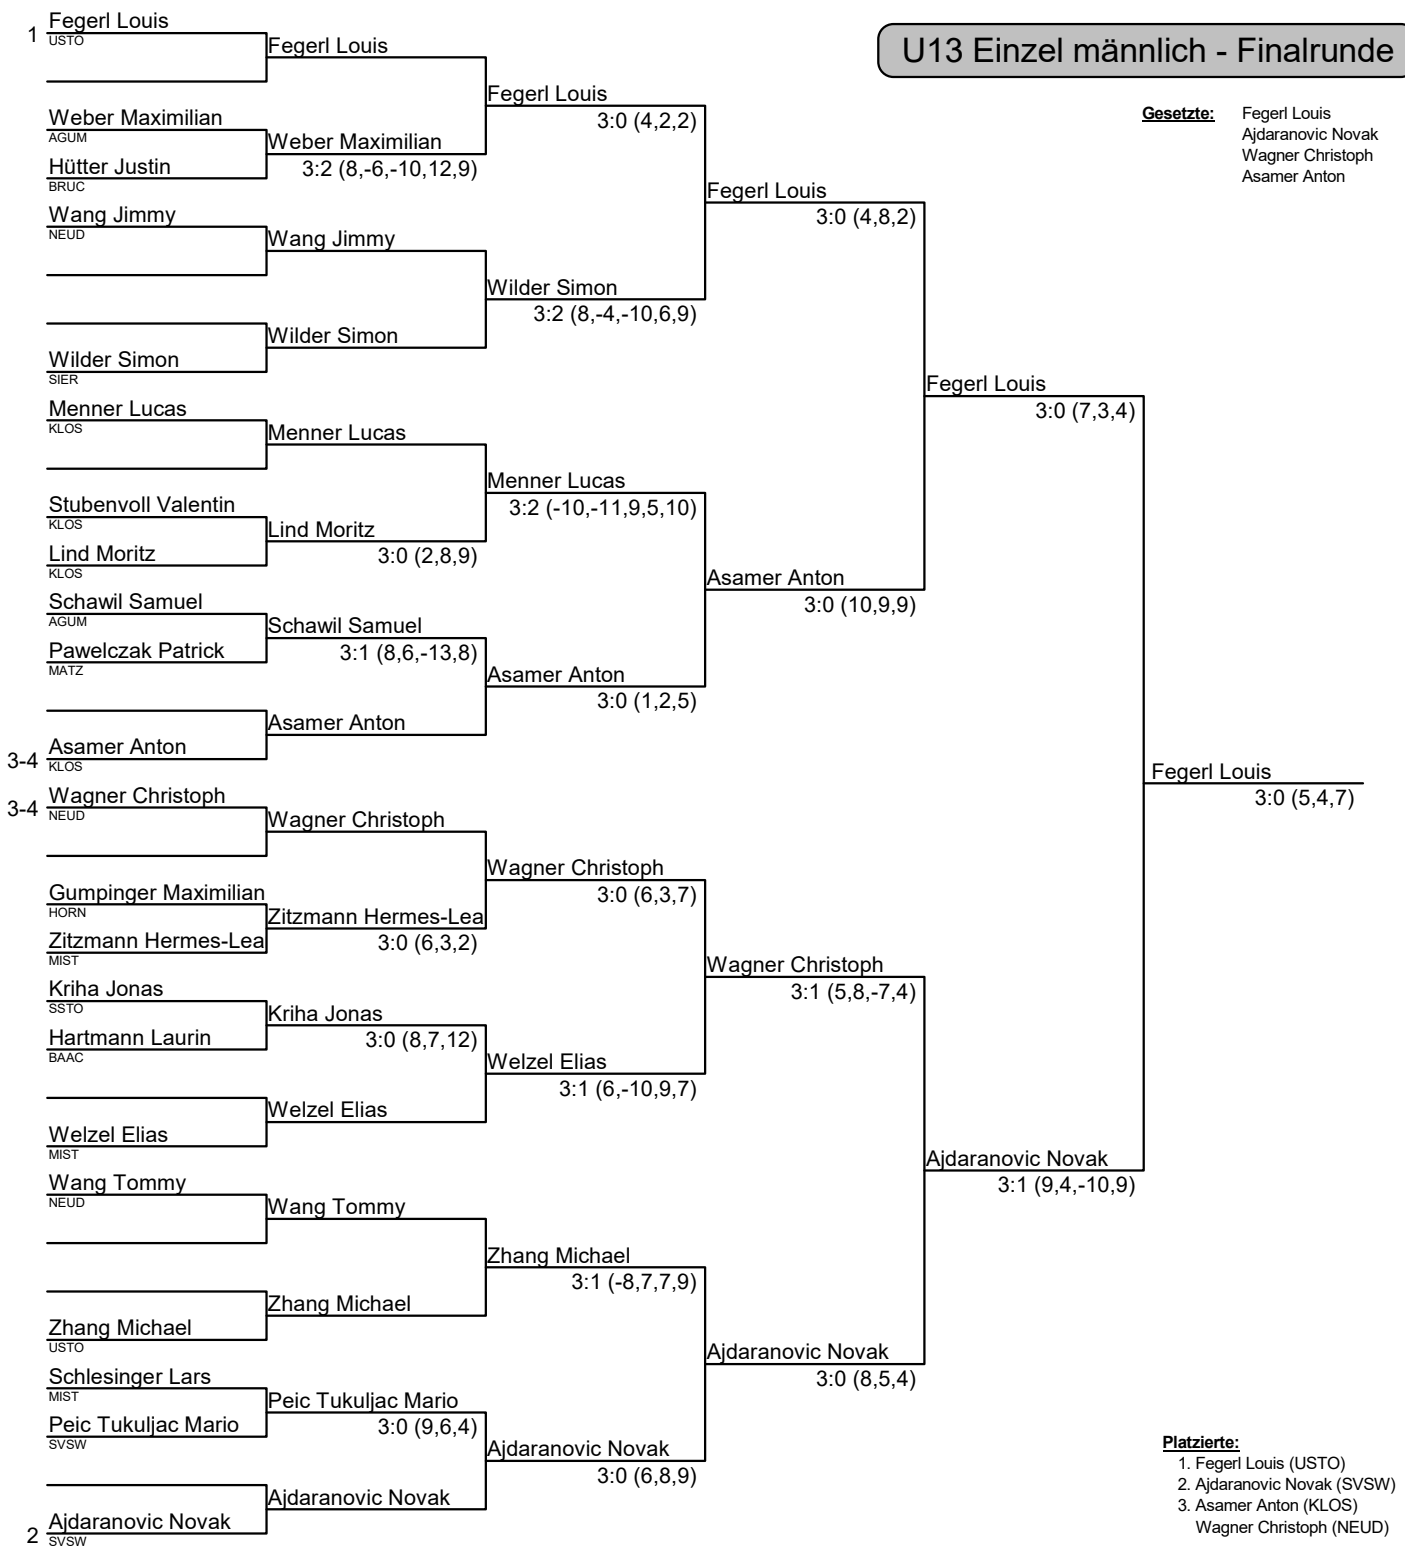 U13 Einzel männlich - Finalrunde
Gesetzte: Fegerl Louis
Ajdaranovic Novak
Wagner Christoph
Asamer Anton
1 Fegerl Louis
USTO
Weber Maximilian
AGUM
Hütter Justin
BRUC
Wang Jimmy
NEUD
Wilder Simon
SIER
Menner Lucas
KLOS
Stubenvoll Valentin
KLOS
Lind Moritz
KLOS
Schawil Samuel
AGUM
Pawelczak Patrick
MATZ
3-4 Asamer Anton
KLOS
3-4 Wagner Christoph
NEUD
Gumpinger Maximilian
HORN
Zitzmann Hermes-Lea
MIST
Kriha Jonas
SSTO
Hartmann Laurin
BAAC
Welzel Elias
MIST
Wang Tommy
NEUD
Zhang Michael
USTO
Schlesinger Lars
MIST
Peic Tukuljac Mario
SVSW
2 Ajdaranovic Novak
SVSW
Fegerl Louis
Weber Maximilian
3:2 (8,-6,-10,12,9)
Wang Jimmy
Wilder Simon
Menner Lucas
Lind Moritz
3:0 (2,8,9)
Schawil Samuel
3:1 (8,6,-13,8)
Asamer Anton
Wagner Christoph
Zitzmann Hermes-Lea
3:0 (6,3,2)
Kriha Jonas
3:0 (8,7,12)
Welzel Elias
Wang Tommy
Zhang Michael
Peic Tukuljac Mario
3:0 (9,6,4)
Ajdaranovic Novak
Fegerl Louis
3:0 (4,2,2)
Wilder Simon
3:2 (8,-4,-10,6,9)
Menner Lucas
3:2 (-10,-11,9,5,10)
Asamer Anton
3:0 (1,2,5)
Wagner Christoph
3:0 (6,3,7)
Welzel Elias
3:1 (6,-10,9,7)
Zhang Michael
3:1 (-8,7,7,9)
Ajdaranovic Novak
3:0 (6,8,9)
Fegerl Louis
3:0 (4,8,2)
Asamer Anton
3:0 (10,9,9)
Wagner Christoph
3:1 (5,8,-7,4)
Ajdaranovic Novak
3:0 (8,5,4)
Fegerl Louis
3:0 (7,3,4)
Ajdaranovic Novak
3:1 (9,4,-10,9)
Fegerl Louis
3:0 (5,4,7)
Platzierte:
1. Fegerl Louis (USTO)
2. Ajdaranovic Novak (SVSW)
3. Asamer Anton (KLOS)
Wagner Christoph (NEUD)